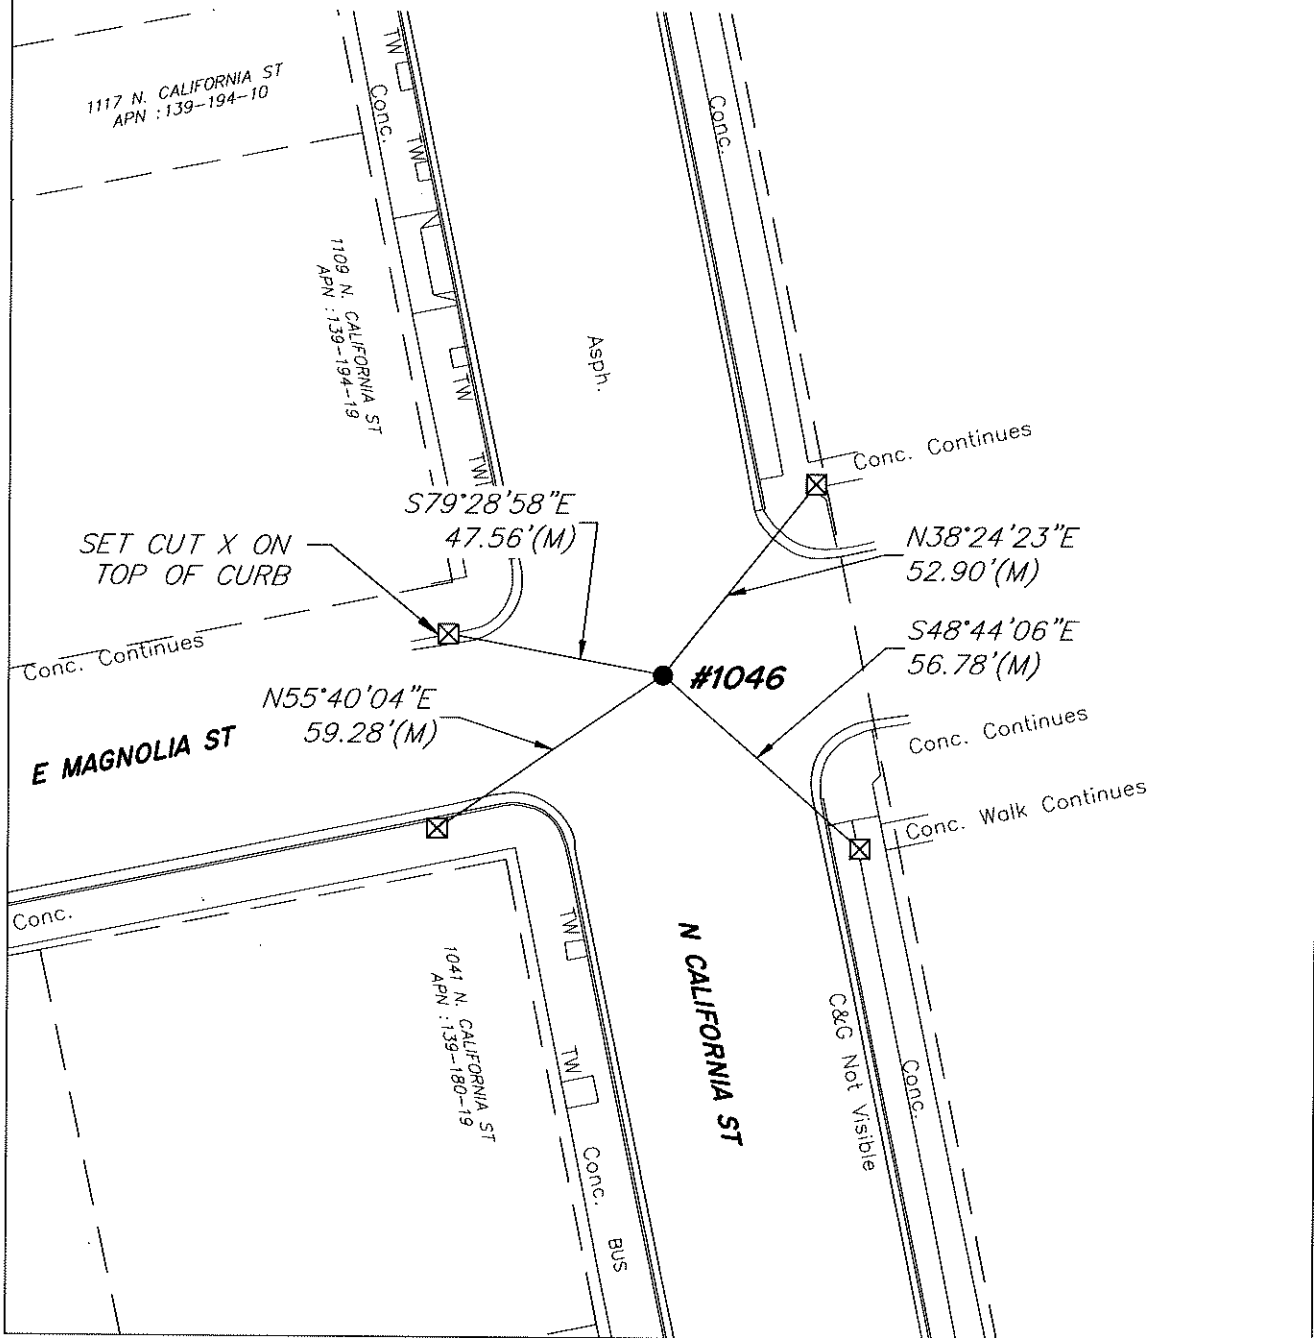 TW
1117 N. CALIFORNIA ST
APN :139-194-10
Conc.
Conc.
TW
1109 N. CALIFORNIA ST
APN :139-194-19
Asph.
TW
Conc. Continues
TW
S79°28'58"E
47.56'(M)
SET CUT X ON
TOP OF CURB
N38°24'23"E
52.90'(M)
S48°44'06"E
56.78'(M)
Conc. Continues
#1046
N55°40'04"E
59.28'(M)
E MAGNOLIA ST
Conc. Continues
Conc. Walk Continues
Conc.
TW
1041 N. CALIFORNIA ST
APN :139-180-19
N CALIFORNIA ST
C&G Not Visible
TW
Conc.
Conc.
BUS